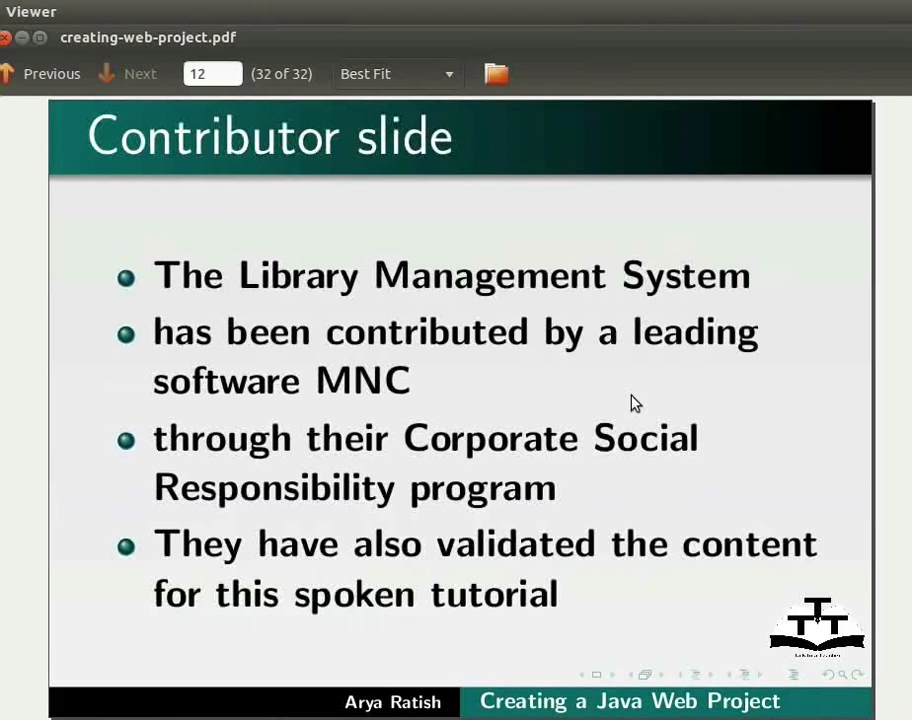 Viewer
creating-web-project.pdf
Previous Next 12 (32 of 32) Best Fit
Contributor slide
The Library Management System
has been contributed by a leading
software MNC
through their Corporate Social
Responsibility program
They have also validated the content
for this spoken tutorial
TTT
Arya Ratish Creating a Java Web Project